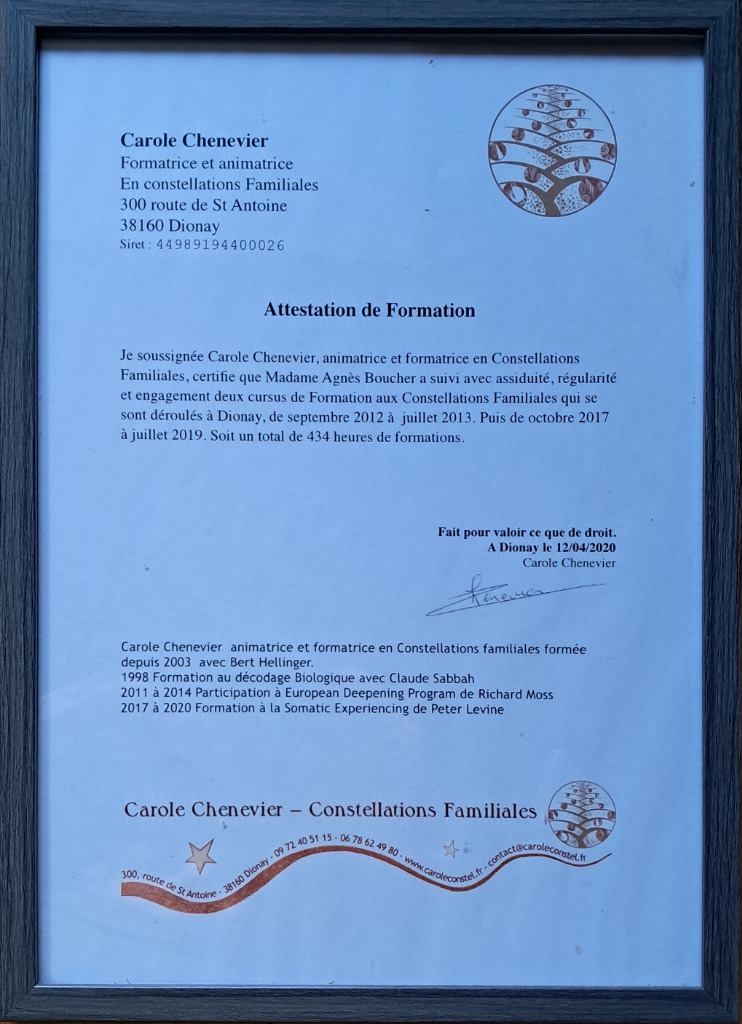 Carole Chenevier
Formatrice et animatrice
En constellations Familiales
300 route de St Antoine
38160 Dionay
Siret : 44989194400026
Attestation de Formation
Je soussignée Carole Chenevier, animatrice et formatrice en Constellations
Familiales, certifie que Madame Agnès Boucher a suivi avec assiduité, régularité
et engagement deux cursus de Formation aux Constellations Familiales qui se
sont déroulés à Dionay, de septembre 2012 à juillet 2013. Puis de octobre 2017
à juillet 2019. Soit un total de 434 heures de formations.
Fait pour valoir ce que de droit.
A Dionay le 12/04/2020
Carole Chenevier
Carole Chenevier animatrice et formatrice en Constellations familiales formée
depuis 2003 avec Bert Hellinger.
1998 Formation au décodage Biologique avec Claude Sabbah
2011 à 2014 Participation à European Deepening Program de Richard Moss
2017 à 2020 Formation à la Somatic Experiencing de Peter Levine
Carole Chenevier – Constellations Familiales
300, route de St Antoine - 38160 Dionay - 09 72 40 51 15 - 06 78 62 49 80 - www.caroleconstel.fr - contact@caroleconstel.fr